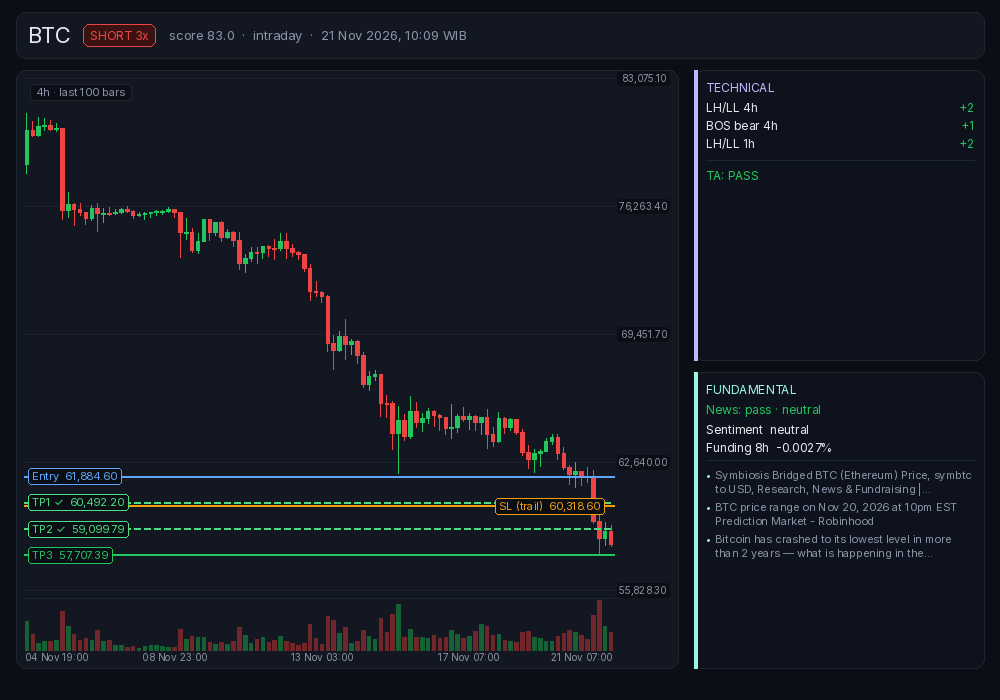 BTC SHORT 3x score 83.0 · intraday · 21 Nov 2026, 10:09 WIB
4h · last 100 bars
83,075.10
76,263.40
69,451.70
62,640.00
55,828.30
Entry 61,884.60
TP1 ✓ 60,492.20
SL (trail) 60,318.60
TP2 ✓ 59,099.79
TP3 57,707.39
04 Nov 19:00 08 Nov 23:00 13 Nov 03:00 17 Nov 07:00 21 Nov 07:00
TECHNICAL
LH/LL 4h +2
BOS bear 4h +1
LH/LL 1h +2
TA: PASS
FUNDAMENTAL
News: pass · neutral
Sentiment neutral
Funding 8h -0.0027%
• Symbiosis Bridged BTC (Ethereum) Price, symbtc
to USD, Research, News & Fundraising |...
• BTC price range on Nov 20, 2026 at 10pm EST
Prediction Market - Robinhood
• Bitcoin has crashed to its lowest level in more
than 2 years — what is happening in the...